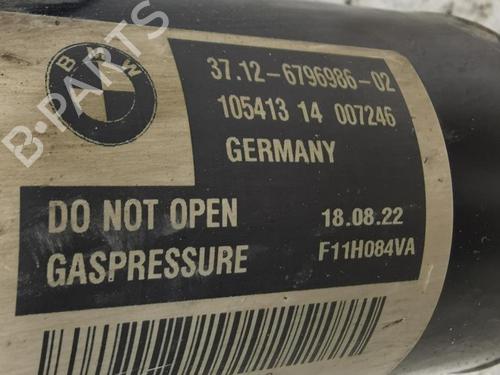 BMW
37.12-6796986-02
105413 14 007246
GERMANY
DO NOT OPEN
18.08.22
GASPRESSURE
F11H084VA
B-PARTS